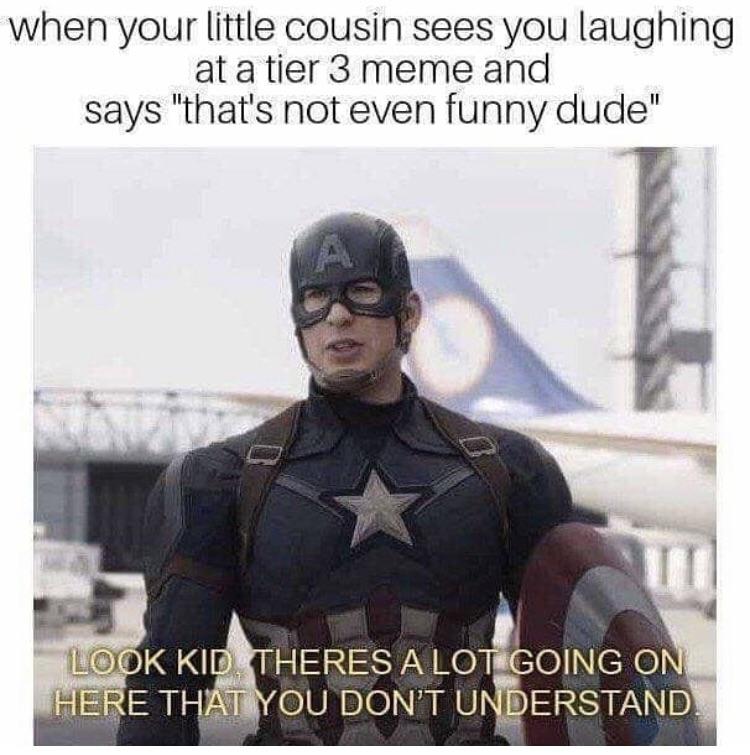 when your little cousin sees you laughing
at a tier 3 meme and
says "that's not even funny dude"
A
LOOK KID, THERES A LOT GOING ON
HERE THAT YOU DON'T UNDERSTAND.